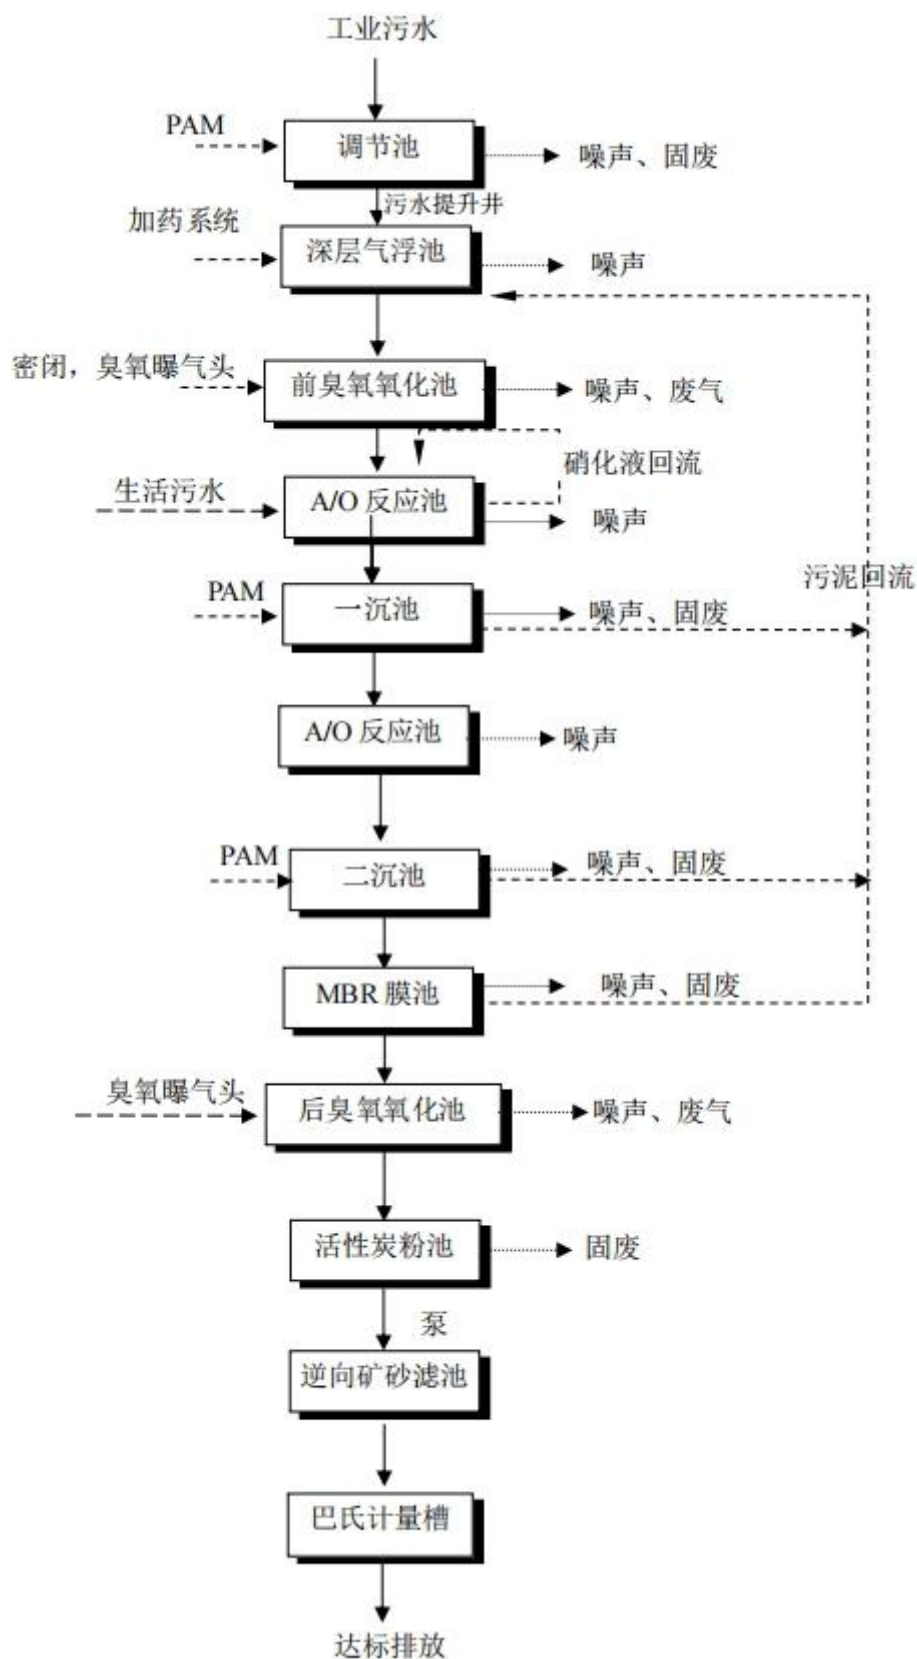 工业污水
PAM
调节池
噪声、固废
污水提升井
加药系统
深层气浮池
噪声
密闭，臭氧曝气头
前臭氧氧化池
噪声、废气
硝化液回流
生活污水
A/O 反应池
噪声
污泥回流
PAM
一沉池
噪声、固废
A/O 反应池
噪声
PAM
二沉池
噪声、固废
MBR 膜池
噪声、固废
臭氧曝气头
后臭氧氧化池
噪声、废气
活性炭粉池
固废
泵
逆向矿砂滤池
巴氏计量槽
达标排放